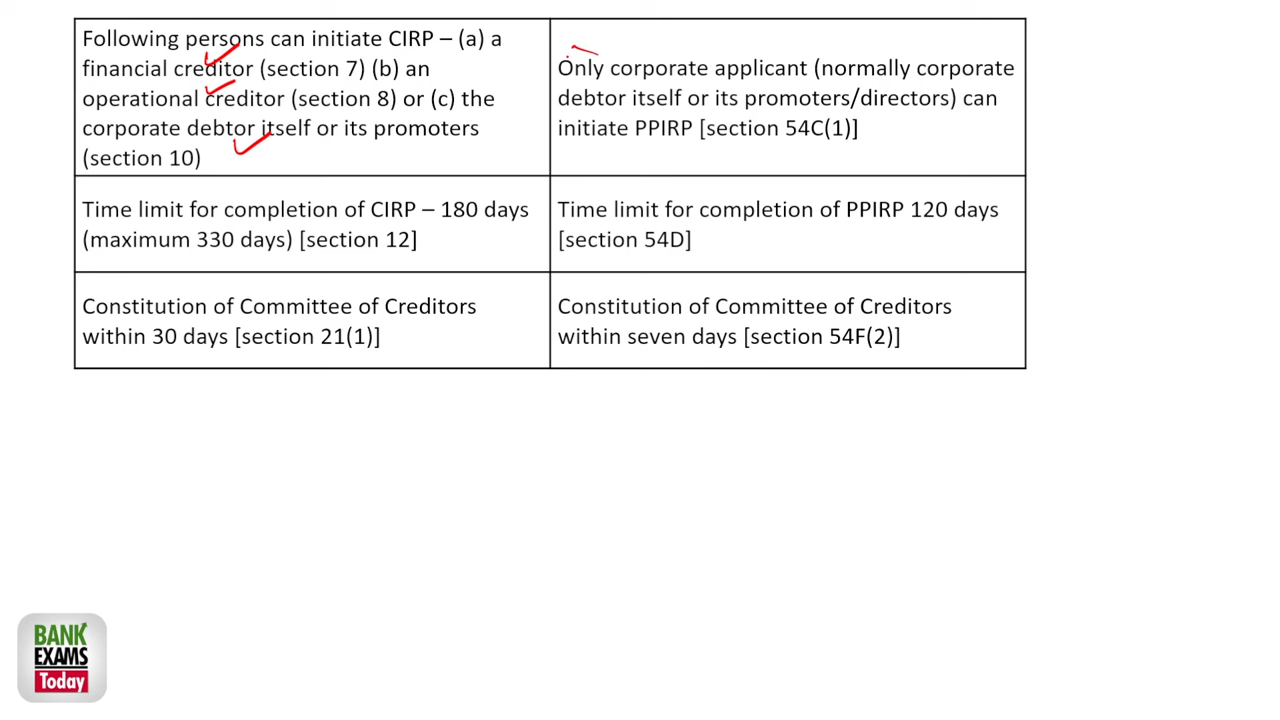 Following persons can initiate CIRP – (a) a
financial creditor (section 7) (b) an
operational creditor (section 8) or (c) the
corporate debtor itself or its promoters
(section 10)
Only corporate applicant (normally corporate
debtor itself or its promoters/directors) can
initiate PPIRP [section 54C(1)]
Time limit for completion of CIRP – 180 days
(maximum 330 days) [section 12]
Time limit for completion of PPIRP 120 days
[section 54D]
Constitution of Committee of Creditors
within 30 days [section 21(1)]
Constitution of Committee of Creditors
within seven days [section 54F(2)]
BANK
EXAMS
Today